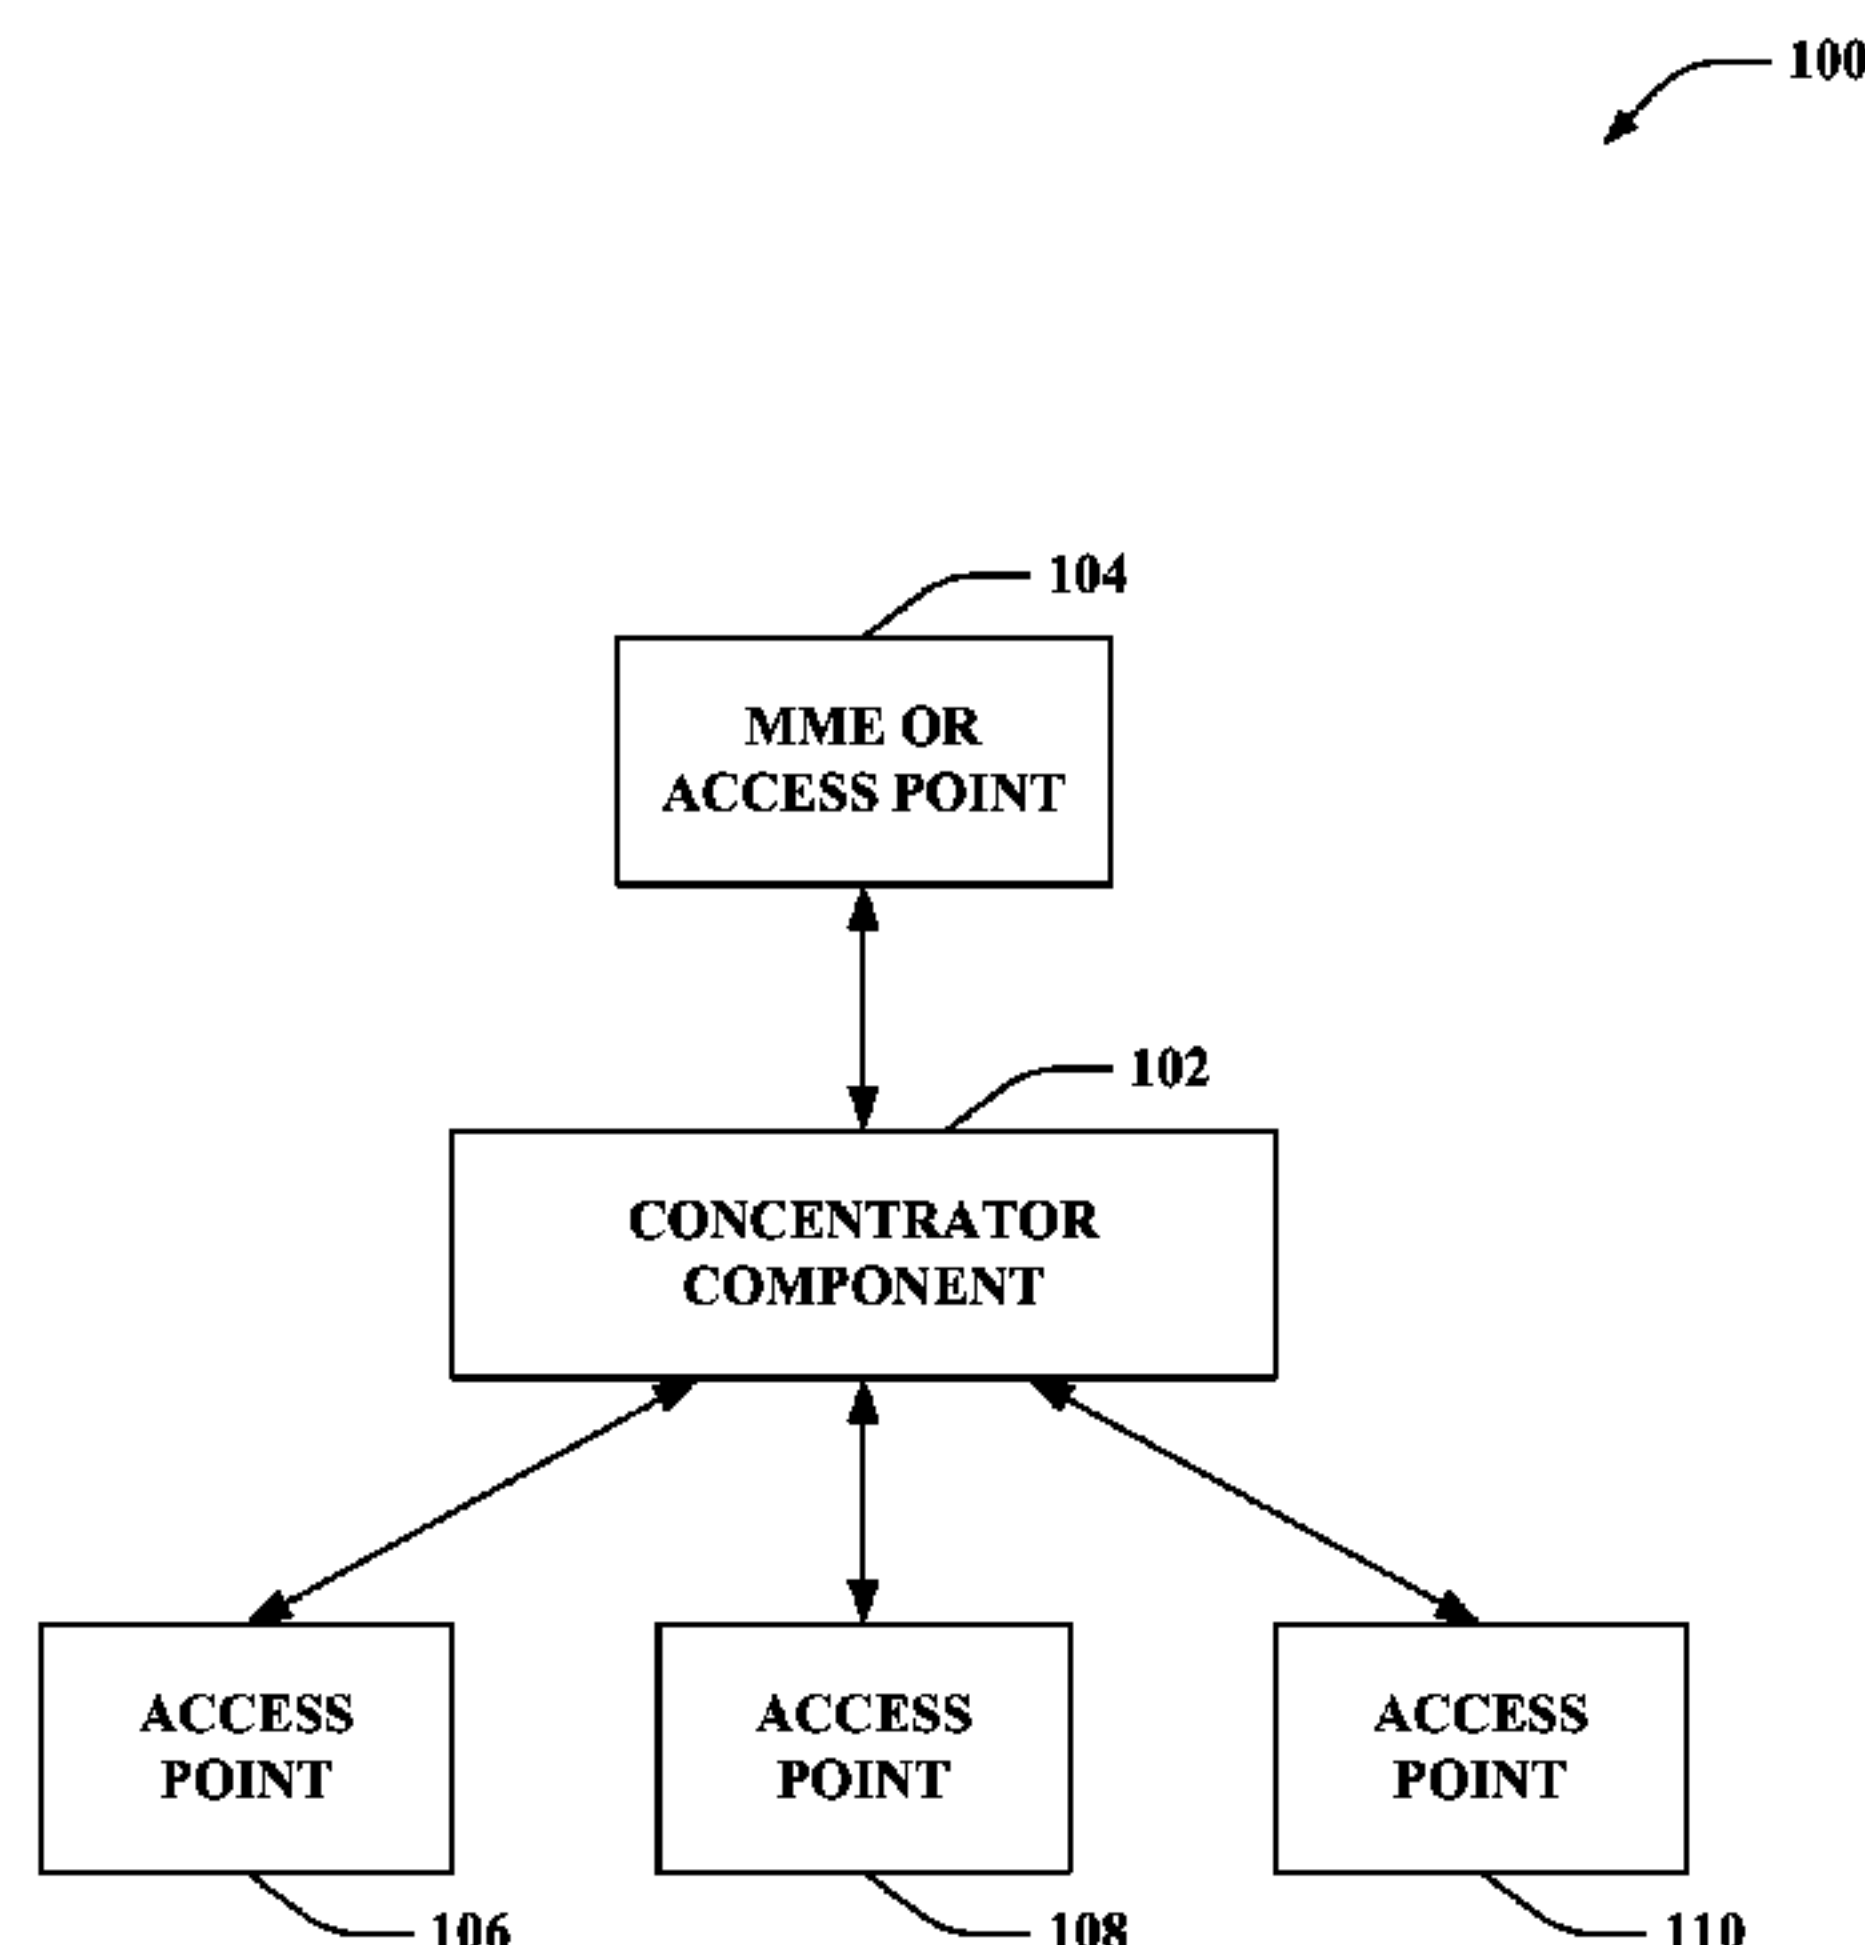 100
104
MME OR
ACCESS POINT
102
CONCENTRATOR
COMPONENT
ACCESS
POINT
ACCESS
POINT
ACCESS
POINT
106
108
110